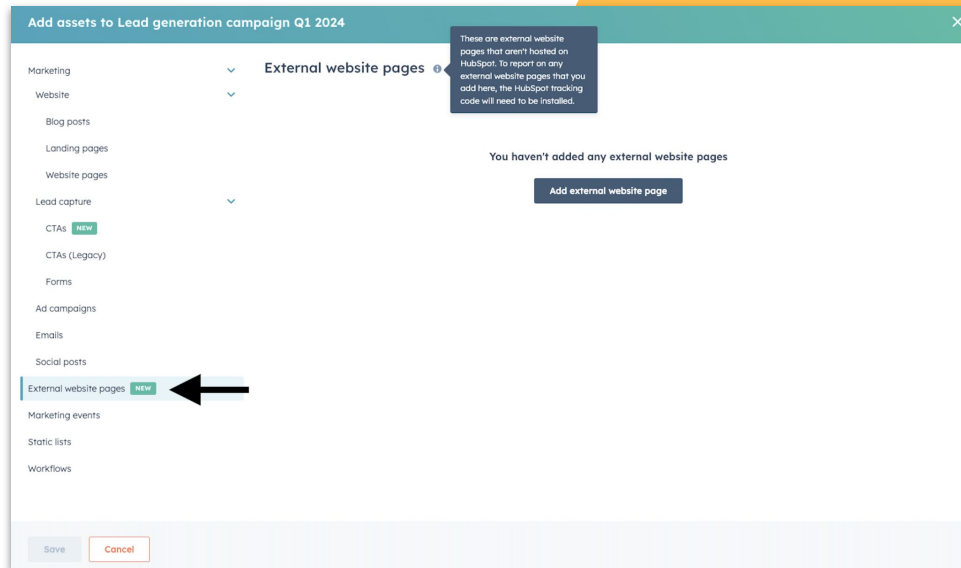 Add assets to Lead generation campaign Q1 2024
Marketing
Website
Blog posts
Landing pages
Website pages
Lead capture
CTAs NEW
CTAs (Legacy)
Forms
Ad campaigns
Emails
Social posts
External website pages NEW
Marketing events
Static lists
Workflows
External website pages
These are external website
pages that aren't hosted on
HubSpot. To report on any
external website pages that you
add here, the HubSpot tracking
code will need to be installed.
You haven't added any external website pages
Add external website page
Save
Cancel